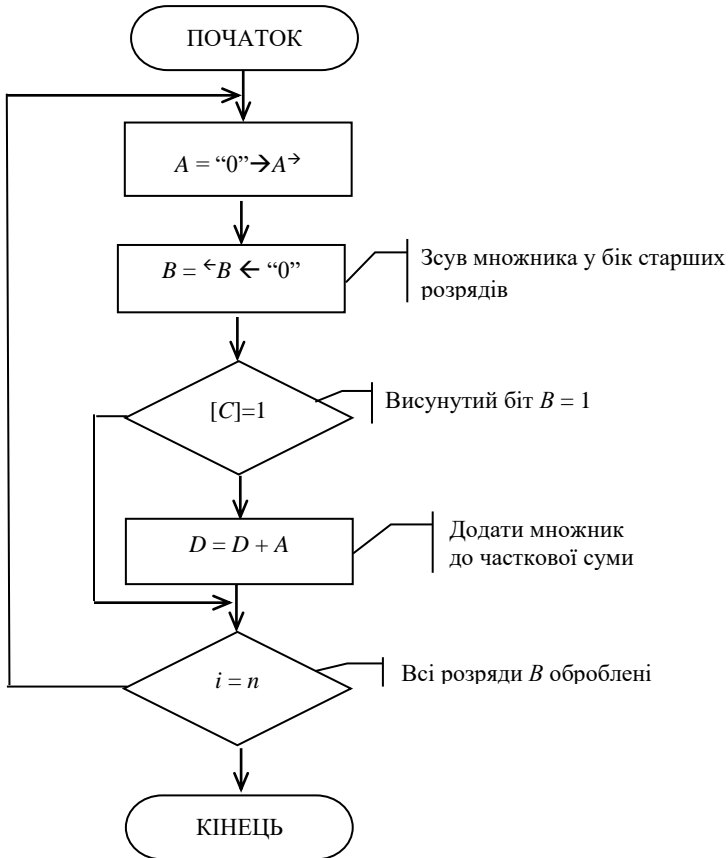 ПОЧАТОК
A = “0”→A→
B = ←B ← “0”
Зсув множника у бік старших
розрядів
[C]=1
Висунутий біт B = 1
D = D + A
Додати множник
до часткової суми
i = n
Всі розряди B оброблені
КІНЕЦЬ